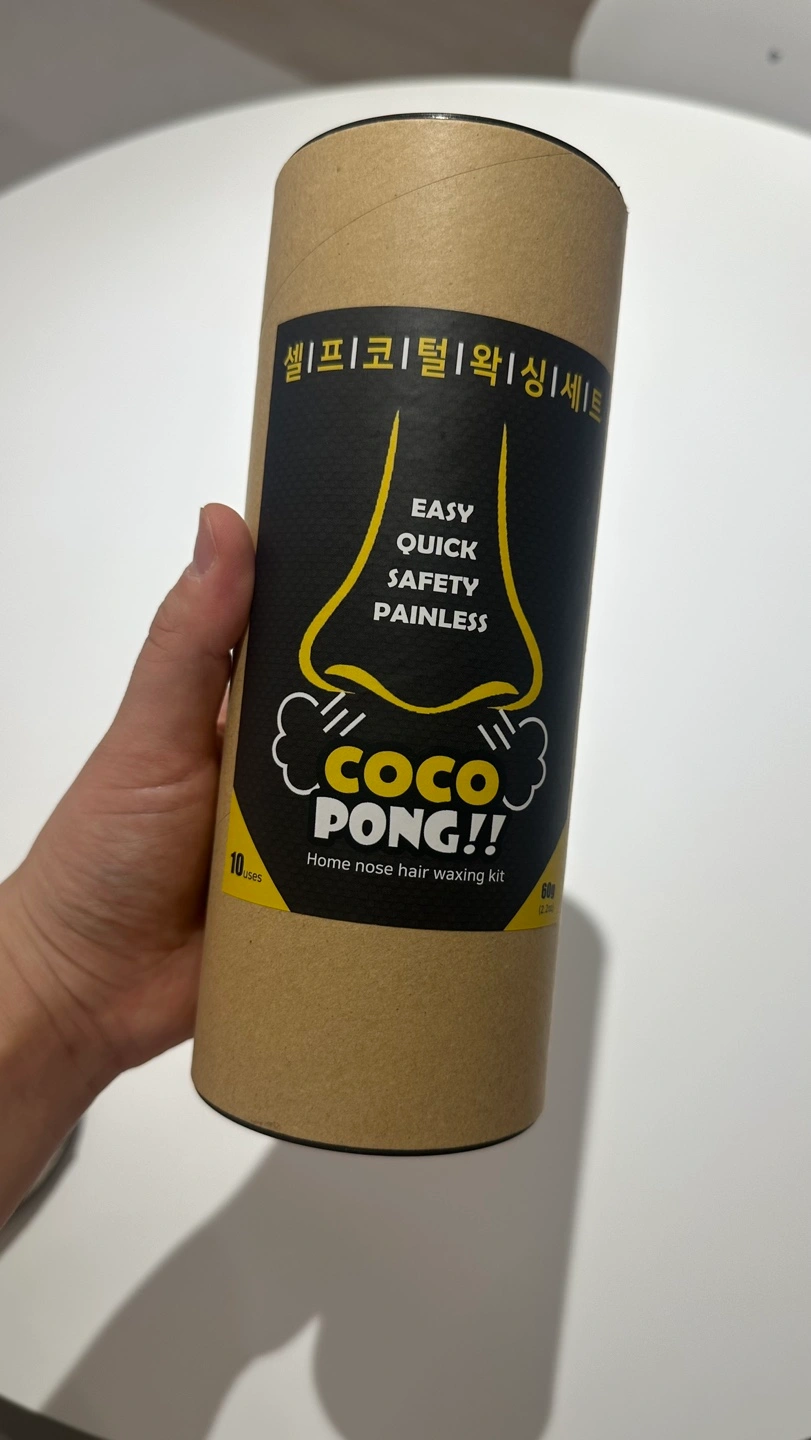 셀|프|코|털|왁|싱|세|트
EASY
QUICK
SAFETY
PAINLESS
COCO
PONG!!
Home nose hair waxing kit
10uses
60g